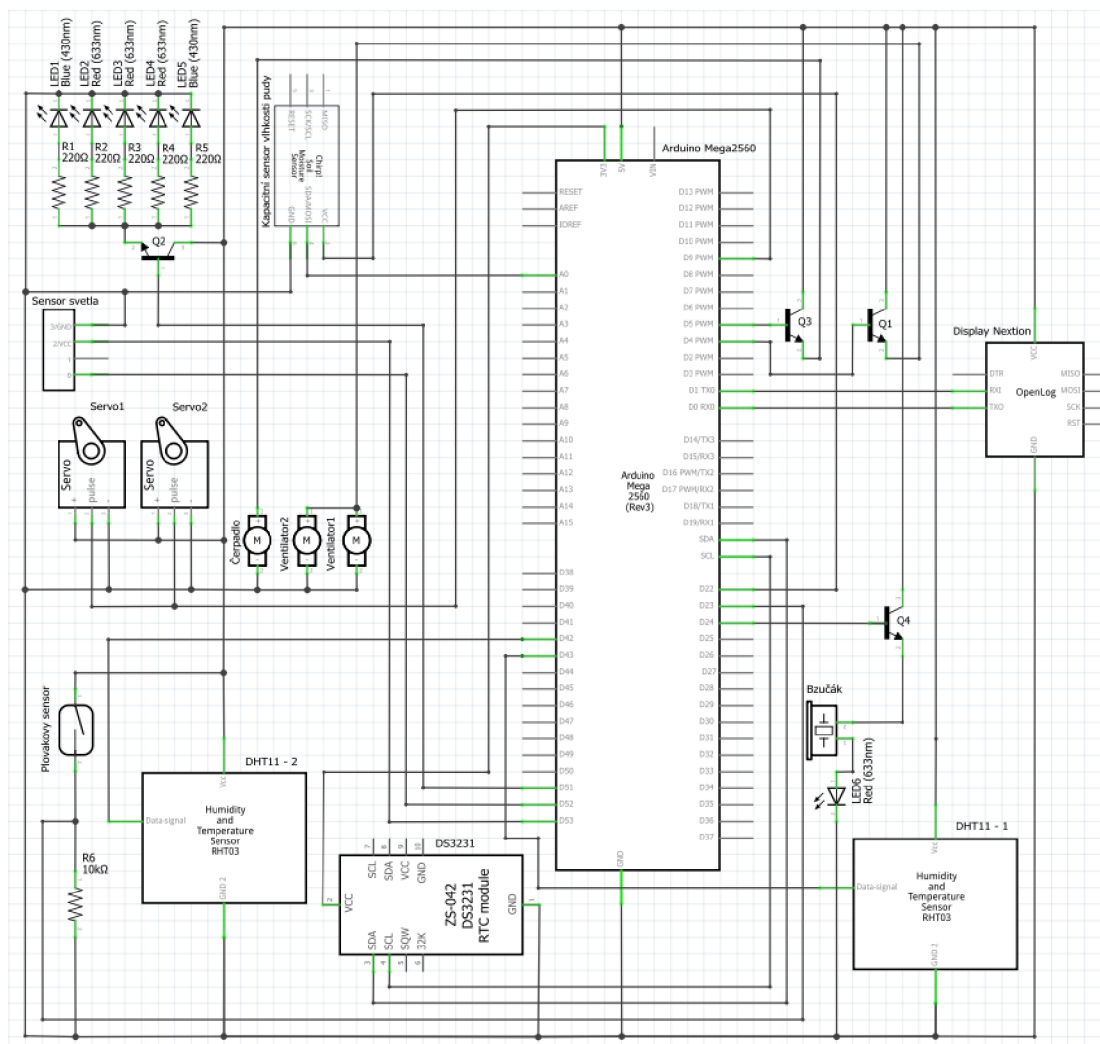 LED1
Blue (430nm)
LED2
Red (633nm)
LED3
Red (633nm)
LED4
Red (633nm)
LED5
Blue (430nm)
R1
220Ω
R2
220Ω
R3
220Ω
R4
220Ω
R5
220Ω
Q2
Kapacitní sensor vlhkosti pudy
RESET
SCK/SCL
MISO
Chirp!
Soil
Moisture
Sensor
GND
SDA/MOSI
VCC
Sensor svetla
3/GND
2/VCC
1
0
Servo1
Servo2
Servo
+
pulse
-
Servo
+
pulse
-
Čerpadlo
M
Ventilator2
M
Ventilator1
M
Arduino Mega2560
3V3
5V
VIN
RESET
AREF
IOREF
A0
A1
A2
A3
A4
A5
A6
A7
A8
A9
A10
A11
A12
A13
A14
A15
D38
D39
D40
D41
D42
D43
D44
D45
D46
D47
D48
D49
D50
D51
D52
D53
Arduino
Mega
2560
(Rev3)
D13 PWM
D12 PWM
D11 PWM
D10 PWM
D9 PWM
D8 PWM
D7 PWM
D6 PWM
D5 PWM
D4 PWM
D2 PWM
D3 PWM
D1 TX0
D0 RX0
D14/TX3
D15/RX3
D16 PWM/TX2
D17 PWM/RX2
D18/TX1
D19/RX1
SDA
SCL
D22
D23
D24
D25
D26
D27
D28
D29
D30
D31
D32
D33
D34
D35
D36
D37
GND
Q3
Q1
Display Nextion
VCC
DTR
RXI
TXO
OpenLog
MISO
MOSI
SCK
RST
GND
Q4
Bzučák
LED6
Red (633nm)
Plovakovy sensor
R6
10kΩ
DHT11 - 2
Vcc
Data-signal
Humidity
and
Temperature
Sensor
RHT03
GND 2
DS3231
7
8
9
10
SCL
SDA
VCC
GND
2
VCC
ZS-042
DS3231
RTC module
GND
1
SDA
SCL
SQW
32K
3
4
5
6
DHT11 - 1
Vcc
Data-signal
Humidity
and
Temperature
Sensor
RHT03
GND 2